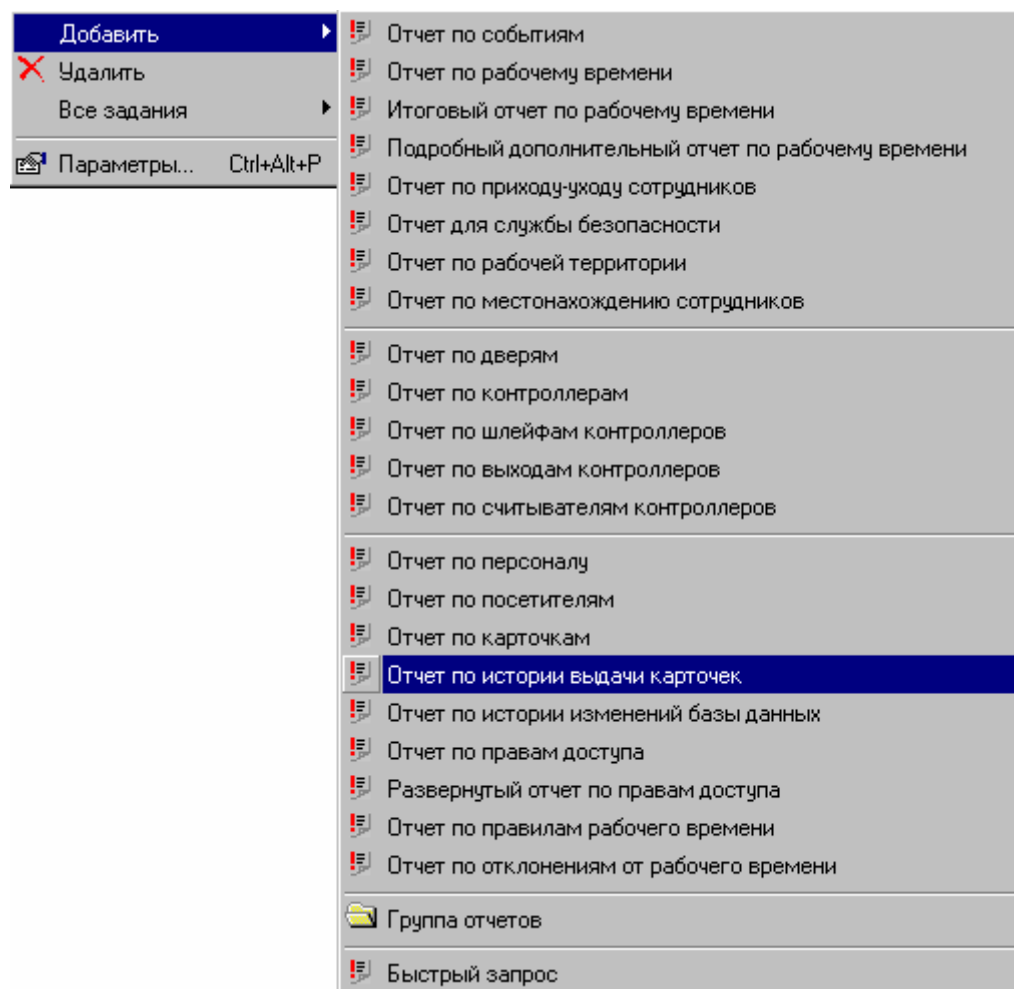 Добавить
Удалить
Все задания
Параметры... Ctrl+Alt+P
Отчет по событиям
Отчет по рабочему времени
Итоговый отчет по рабочему времени
Подробный дополнительный отчет по рабочему времени
Отчет по приходу-уходу сотрудников
Отчет для службы безопасности
Отчет по рабочей территории
Отчет по местонахождению сотрудников
Отчет по дверям
Отчет по контроллерам
Отчет по шлейфам контроллеров
Отчет по выходам контроллеров
Отчет по считывателям контроллеров
Отчет по персоналу
Отчет по посетителям
Отчет по карточкам
Отчет по истории выдачи карточек
Отчет по истории изменений базы данных
Отчет по правам доступа
Развернутый отчет по правам доступа
Отчет по правилам рабочего времени
Отчет по отклонениям от рабочего времени
Группа отчетов
Быстрый запрос